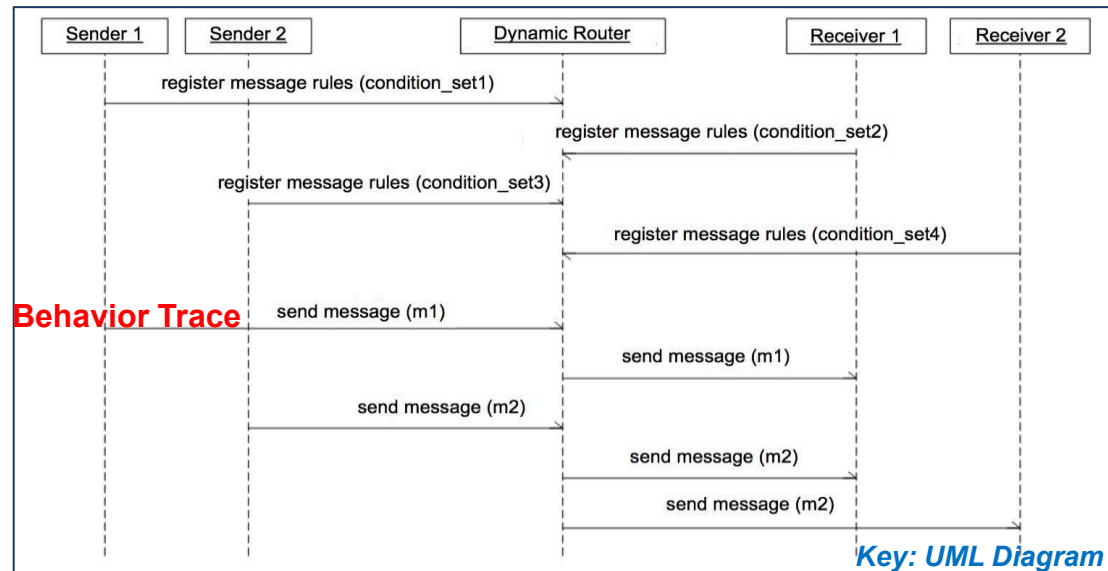 Sender 1
Sender 2
Dynamic Router
Receiver 1
Receiver 2
register message rules (condition_set1)
register message rules (condition_set2)
register message rules (condition_set3)
register message rules (condition_set4)
Behavior Trace
send message (m1)
send message (m1)
send message (m2)
send message (m2)
send message (m2)
Key: UML Diagram